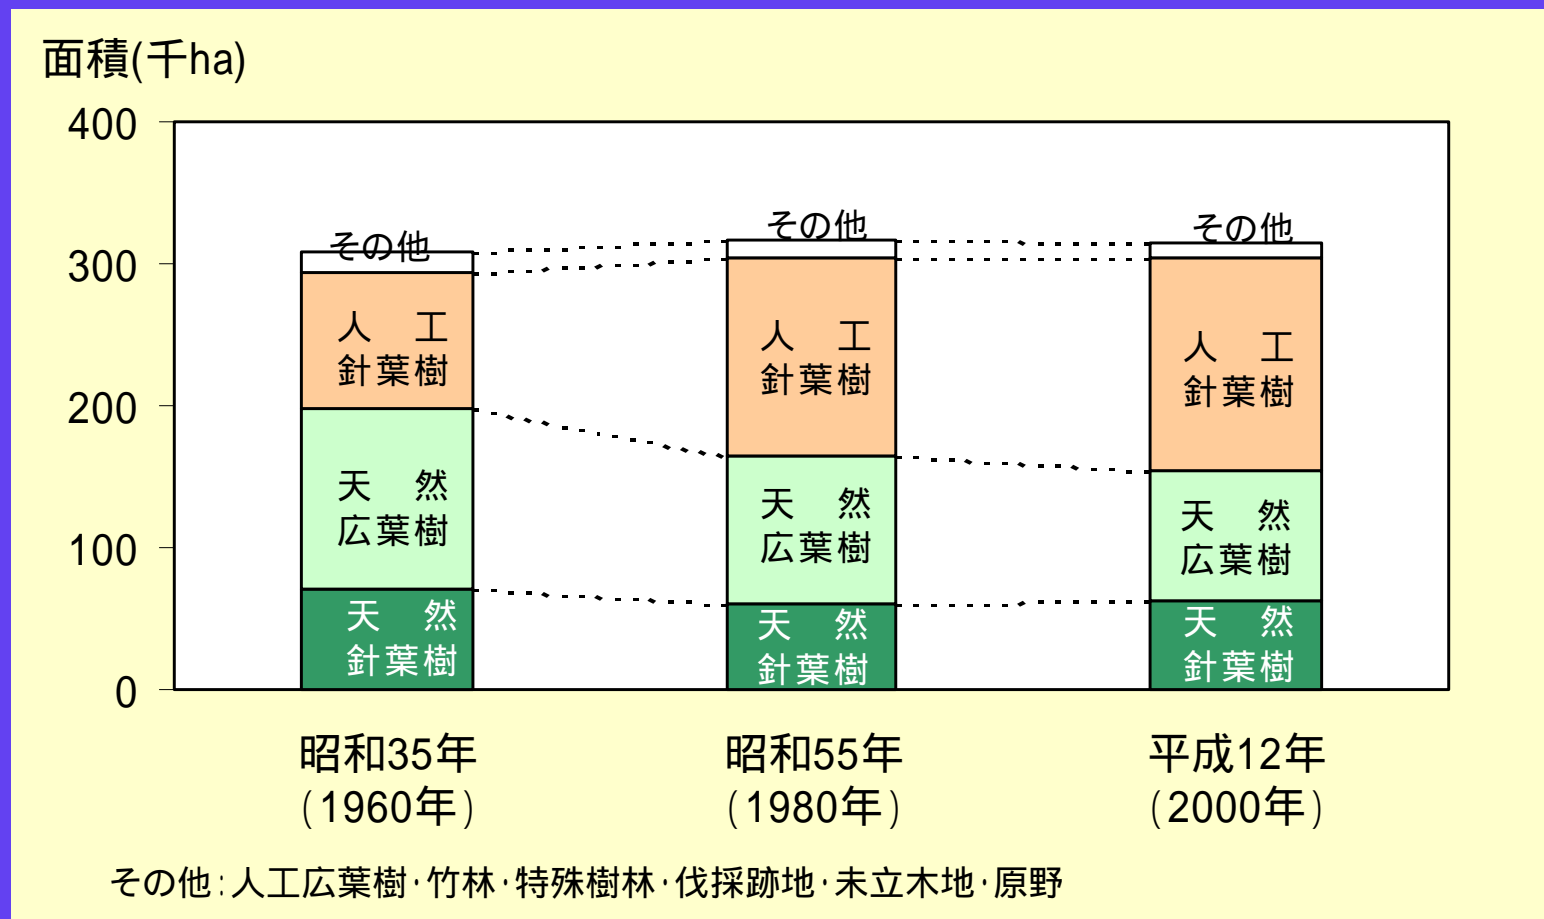 面積(千ha)
400
300
200
100
0
その他
人 工
針葉樹
天 然
広葉樹
天 然
針葉樹
その他
人 工
針葉樹
天 然
広葉樹
天 然
針葉樹
その他
人 工
針葉樹
天 然
広葉樹
天 然
針葉樹
昭和35年
(1960年)
昭和55年
(1980年)
平成12年
(2000年)
その他:人工広葉樹・竹林・特殊樹林・伐採跡地・未立木地・原野